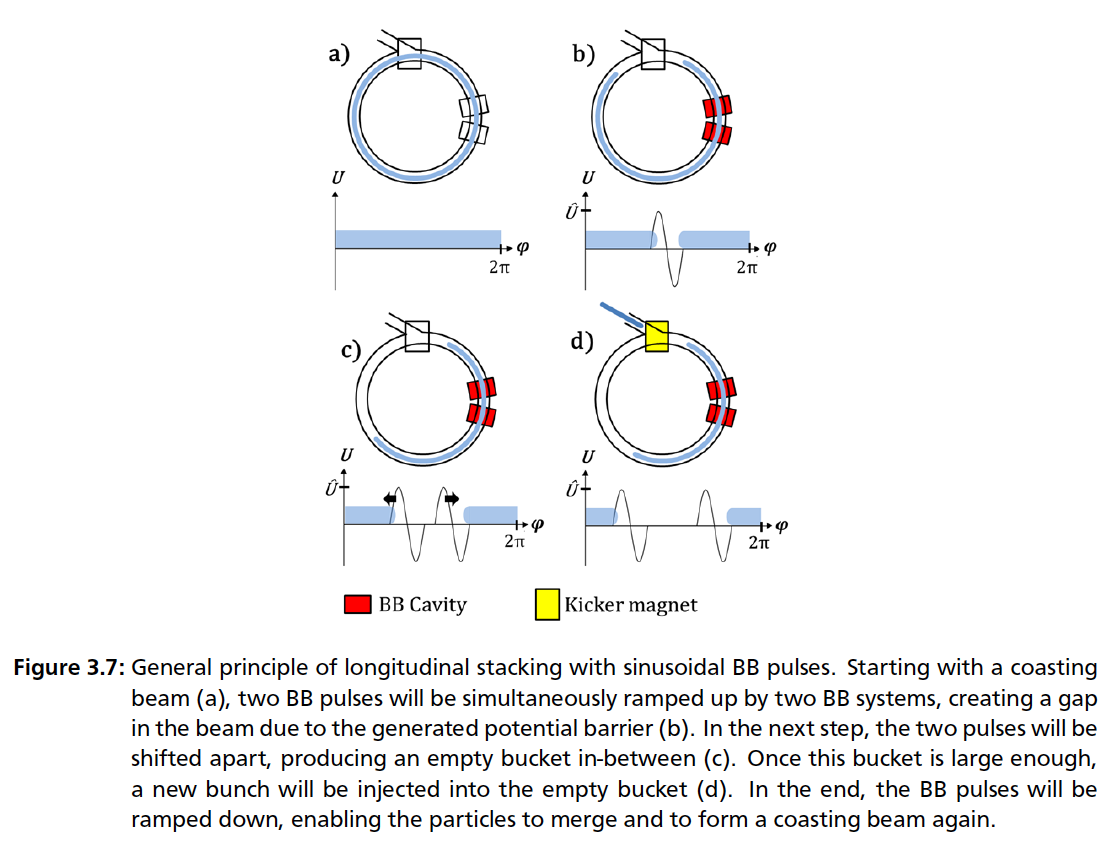 a)
U
φ
2π
b)
U
Û
φ
2π
c)
U
Û
φ
2π
d)
U
Û
φ
2π
BB Cavity
Kicker magnet
Figure 3.7: General principle of longitudinal stacking with sinusoidal BB pulses. Starting with a coasting
beam (a), two BB pulses will be simultaneously ramped up by two BB systems, creating a gap
in the beam due to the generated potential barrier (b). In the next step, the two pulses will be
shifted apart, producing an empty bucket in-between (c). Once this bucket is large enough,
a new bunch will be injected into the empty bucket (d). In the end, the BB pulses will be
ramped down, enabling the particles to merge and to form a coasting beam again.